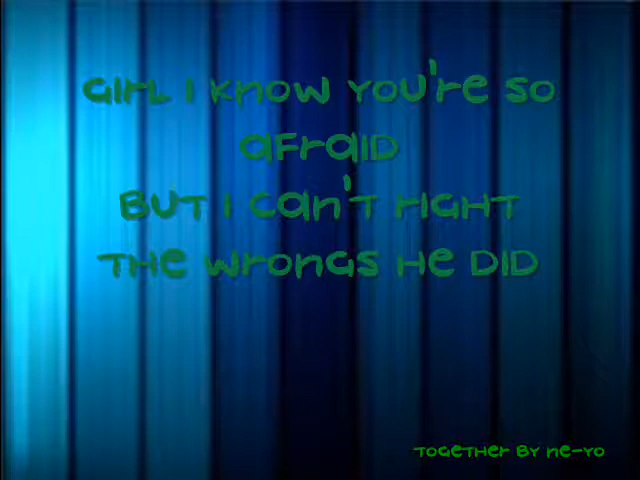 Girl I know you're so
afraid
But I can't right
the wrongs he did
Together by Ne-Yo